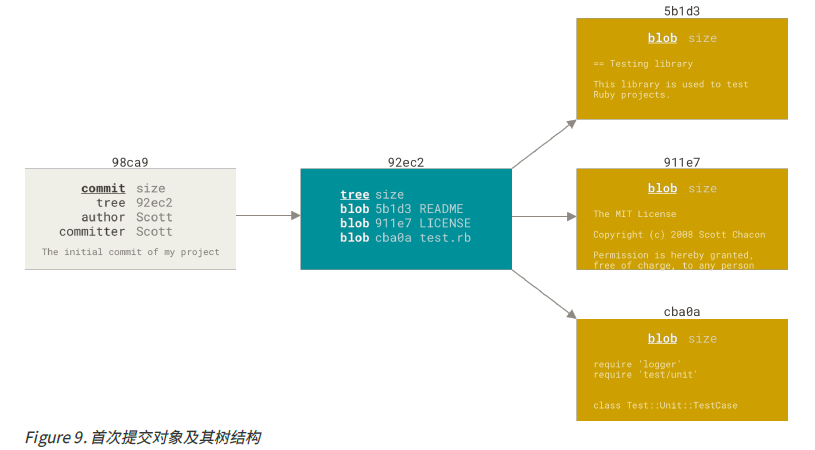 98ca9
commit size
tree 92ec2
author Scott
committer Scott
The initial commit of my project
92ec2
tree size
blob 5b1d3 README
blob 911e7 LICENSE
blob cba0a test.rb
5b1d3
blob size
== Testing library
This library is used to test
Ruby projects.
911e7
blob size
The MIT License
Copyright (c) 2008 Scott Chacon
Permission is hereby granted,
free of charge, to any person
cba0a
blob size
require 'logger'
require 'test/unit'
class Test::Unit::TestCase
Figure 9. 首次提交对象及其树结构